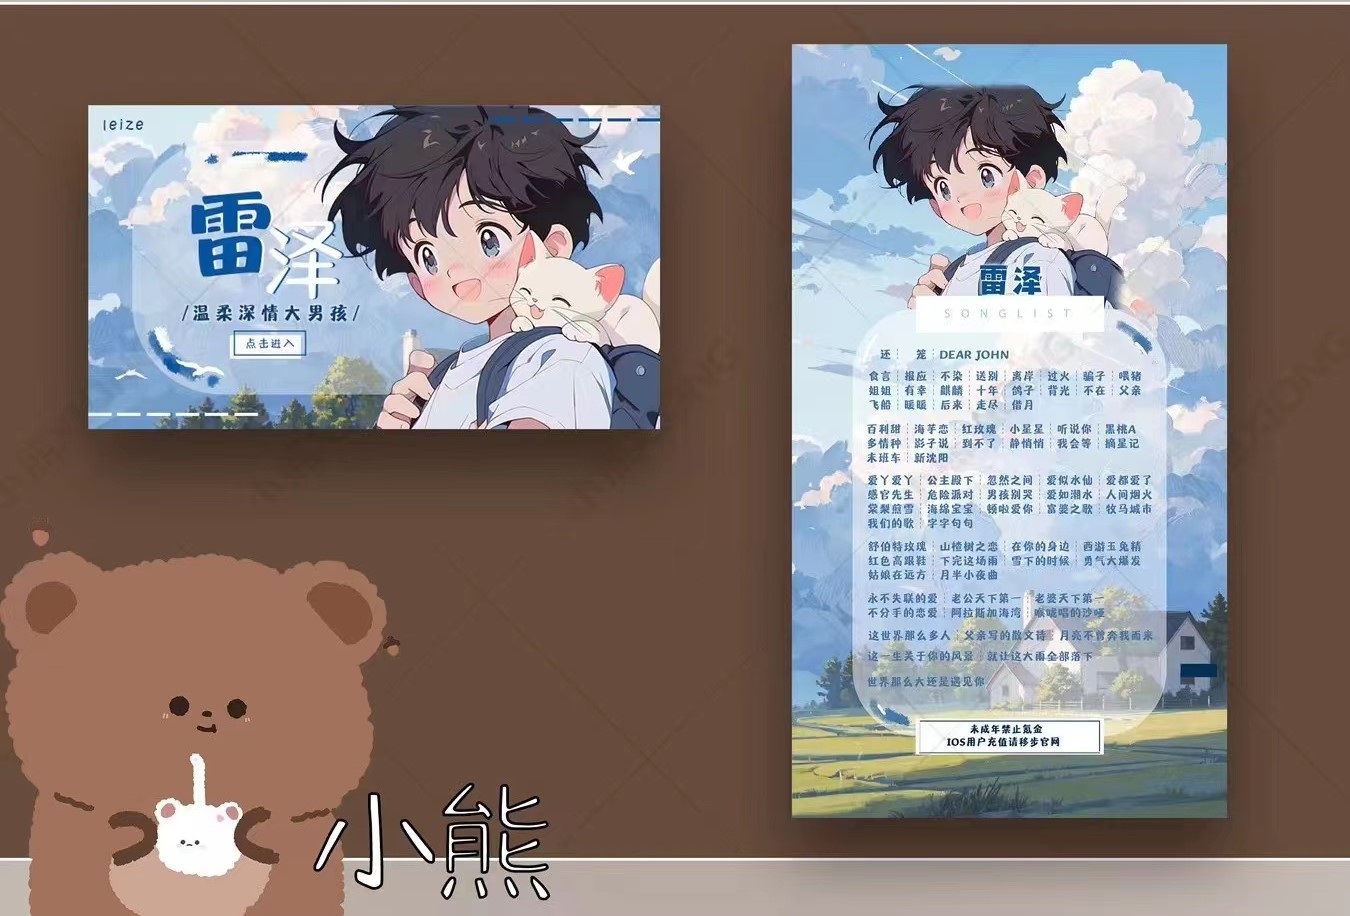 leize
雷泽
/温柔深情大男孩/
点击进入
雷泽
SONGLIST
还 笼 DEAR JOHN
食言 报应 不染 送别 离岸 过火 骗子 喂猪
姐姐 有幸 麒麟 十年 鸽子 背光 不在 父亲
飞船 暖暖 后来 走尽 借月
百利甜 海芋恋 红玫瑰 小星星 听说你 黑桃A
多情种 影子说 到不了 静悄悄 我会等 摘星记
末班车 新沈阳
爱丫爱丫 公主殿下 忽然之间 爱似水仙 爱都爱了
感官先生 危险派对 男孩别哭 爱如潮水 人间烟火
棠梨煎雪 海绵宝宝 顿啦爱你 富婆之歌 牧马城市
我们的歌 字字句句
舒伯特玫瑰 山楂树之恋 在你的身边 西游玉兔精
红色高跟鞋 下完这场雨 雪下的时候 勇气大爆发
姑娘在远方 月半小夜曲
永不失联的爱 老公天下第一 老婆天下第一
不分手的恋爱 阿拉斯加海湾 喉咙唱的沙哑
这世界那么多人 父亲写的散文诗 月亮不曾奔我而来
这一生关于你的风景 就让这大雨全部落下
世界那么大还是遇见你
未成年禁止氪金
IOS用户充值请移步官网
小熊